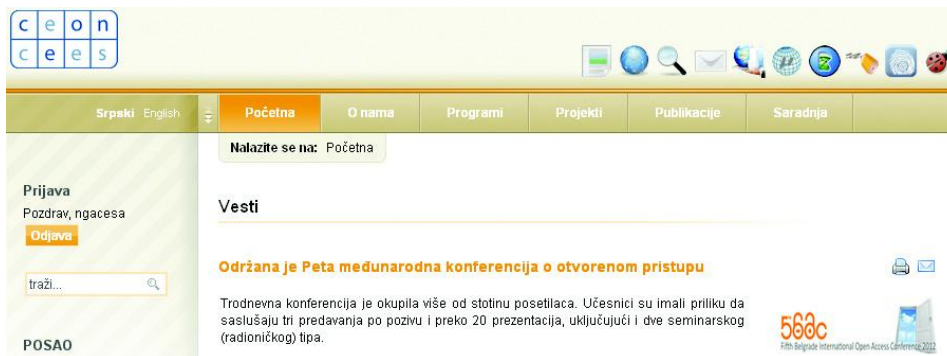 ceon
cees
Srpski English
Početna
O nama
Programi
Projekti
Publikacije
Saradnja
Nalazite se na: Početna
Prijava
Pozdrav, ngacesa
Odjava
traži...
POSAO
Vesti
Održana je Peta međunarodna konferencija o otvorenom pristupu
Trodnevna konferencija je okupila više od stotinu posetilaca. Učesnici su imali priliku da
saslušaju tri predavanja po pozivu i preko 20 prezentacija, uključujući i dve seminarskog
(radioničkog) tipa.
Fifth Belgrade International Open Access Conference 2012